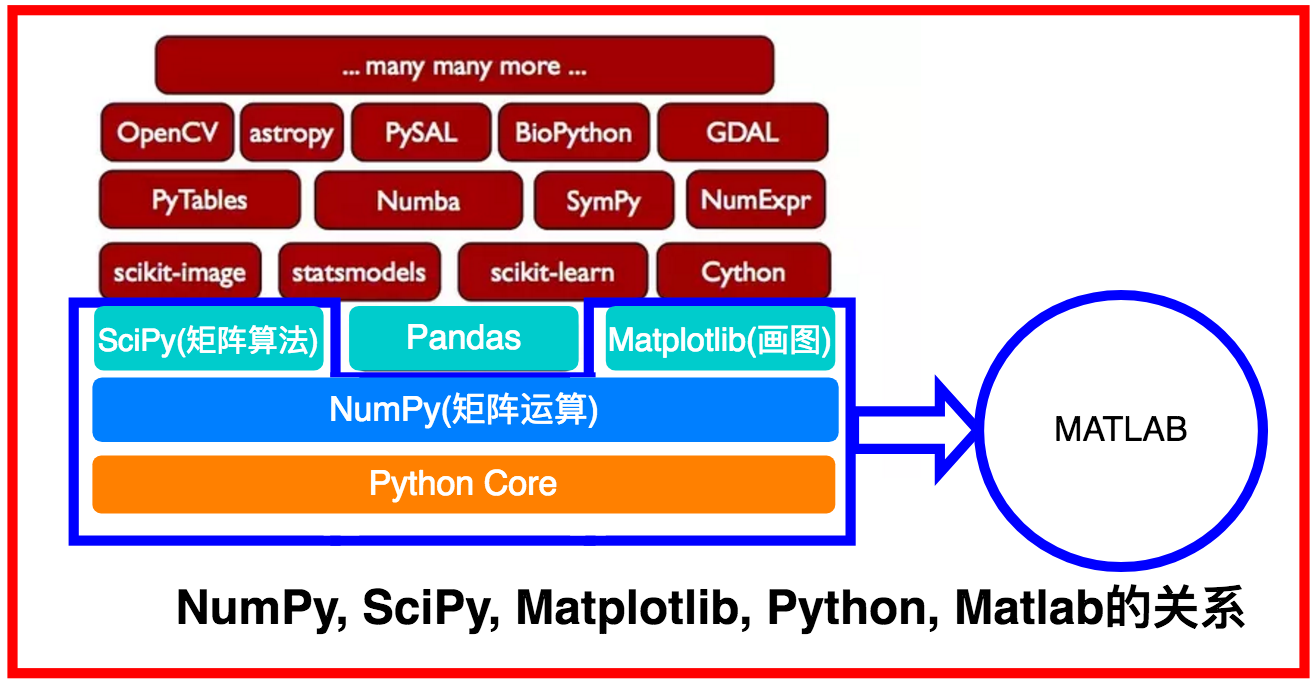 ... many many more ...
OpenCV astropy PySAL BioPython GDAL
PyTables Numba SymPy NumExpr
scikit-image statsmodels scikit-learn Cython
SciPy(矩阵算法) Pandas Matplotlib(画图)
NumPy(矩阵运算)
MATLAB
Python Core
NumPy, SciPy, Matplotlib, Python, Matlab的关系